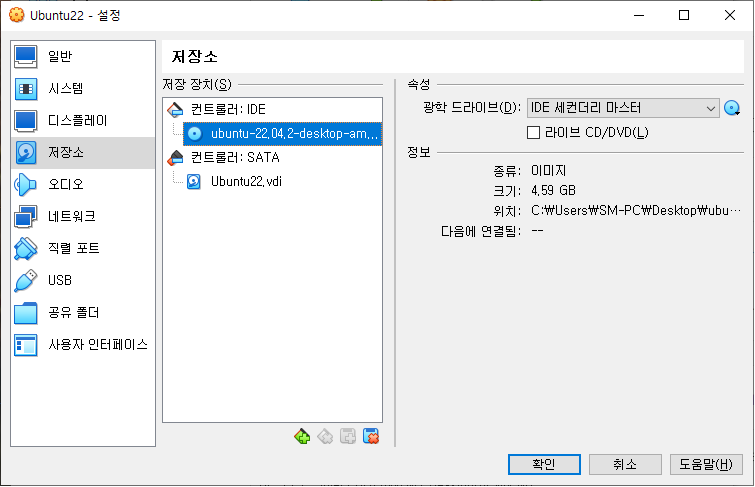 Ubuntu22 - 설정
일반
시스템
디스플레이
저장소
오디오
네트워크
직렬 포트
USB
공유 폴더
사용자 인터페이스
저장소
저장 장치(S)
컨트롤러: IDE
ubuntu-22.04.2-desktop-am...
컨트롤러: SATA
Ubuntu22.vdi
속성
광학 드라이브(D): IDE 세컨더리 마스터
라이브 CD/DVD(L)
정보
종류: 이미지
크기: 4.59 GB
위치: C:₩Users₩SM-PC₩Desktop₩ubu...
다음에 연결됨: --
확인 취소 도움말(H)